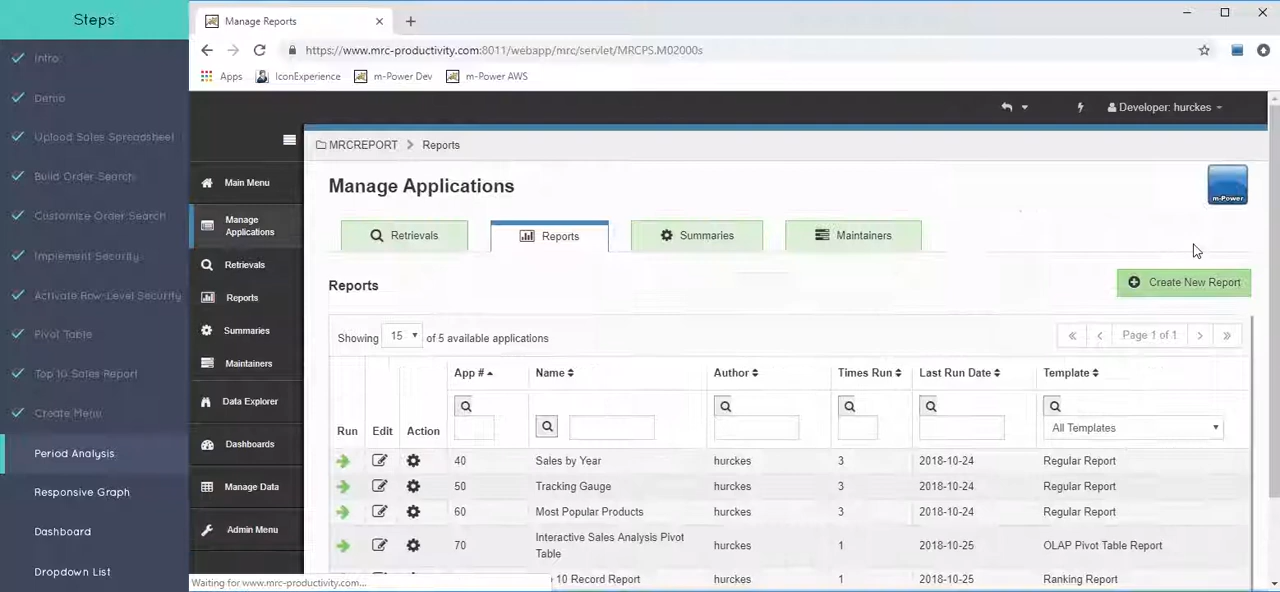 Steps
Intro
Demo
Upload Sales Spreadsheet
Build Order Search
Customize Order Search
Implement Security
Activate Row-Level Security
Pivot Table
Top 10 Sales Report
Create Menu
Period Analysis
Responsive Graph
Dashboard
Dropdown List
Manage Reports
https://www.mrc-productivity.com:8011/webapp/mrc/servlet/MRCPS.M02000s
Apps IconExperience m-Power Dev m-Power AWS
Developer: hurckes
MRCREPORT > Reports
Main Menu
Manage Applications
Retrievals
Reports
Summaries
Maintainers
Data Explorer
Dashboards
Manage Data
Admin Menu
Manage Applications
m-Power
Retrievals Reports Summaries Maintainers
Reports
Create New Report
Showing 15 of 5 available applications
Page 1 of 1
App # Name Author Times Run Last Run Date Template
Run Edit Action All Templates
40 Sales by Year hurckes 3 2018-10-24 Regular Report
50 Tracking Gauge hurckes 3 2018-10-24 Regular Report
60 Most Popular Products hurckes 3 2018-10-24 Regular Report
70 Interactive Sales Analysis Pivot Table hurckes 1 2018-10-25 OLAP Pivot Table Report
10 Record Report hurckes 1 2018-10-25 Ranking Report
Waiting for www.mrc-productivity.com...